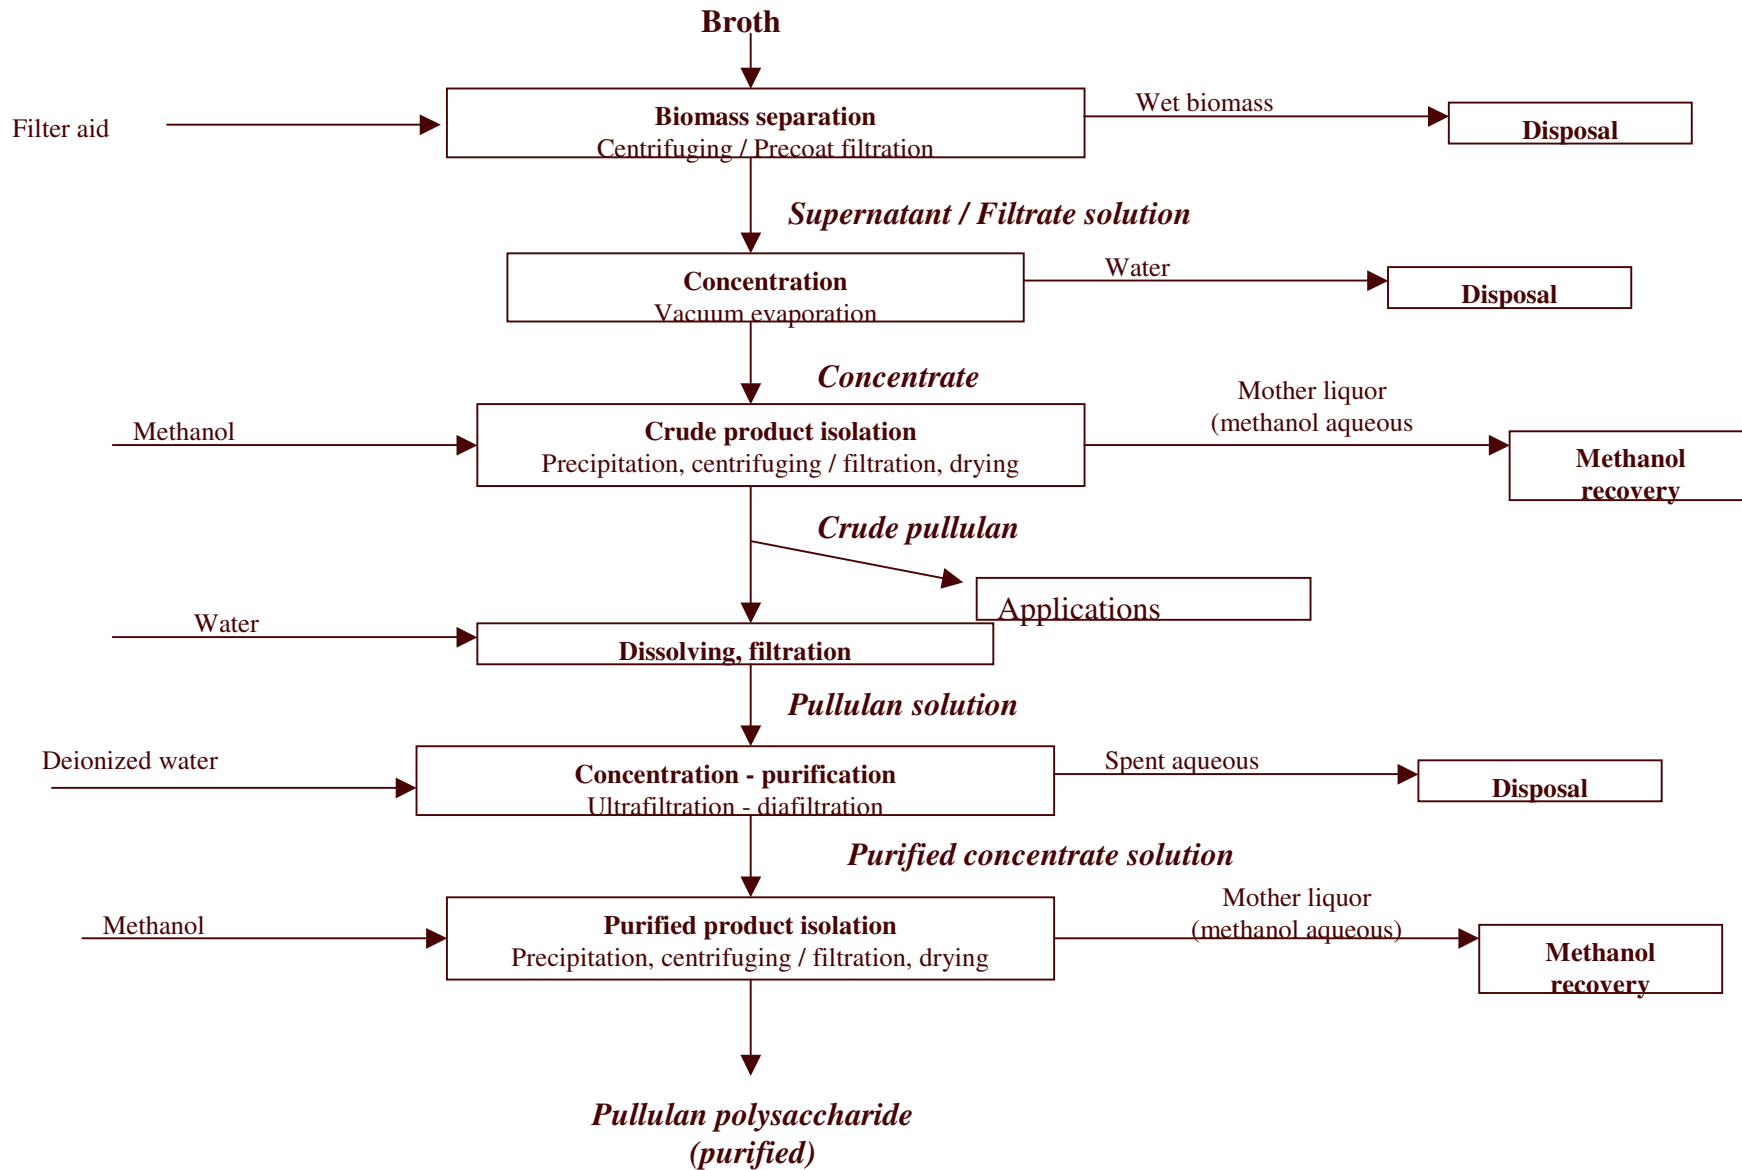 Broth
Filter aid
Biomass separation
Centrifuging / Precoat filtration
Wet biomass
Disposal
Supernatant / Filtrate solution
Concentration
Vacuum evaporation
Water
Disposal
Concentrate
Methanol
Crude product isolation
Precipitation, centrifuging / filtration, drying
Mother liquor
(methanol aqueous
Methanol
recovery
Crude pullulan
Applications
Water
Dissolving, filtration
Pullulan solution
Deionized water
Concentration - purification
Ultrafiltration - diafiltration
Spent aqueous
Disposal
Purified concentrate solution
Methanol
Purified product isolation
Precipitation, centrifuging / filtration, drying
Mother liquor
(methanol aqueous)
Methanol
recovery
Pullulan polysaccharide
(purified)